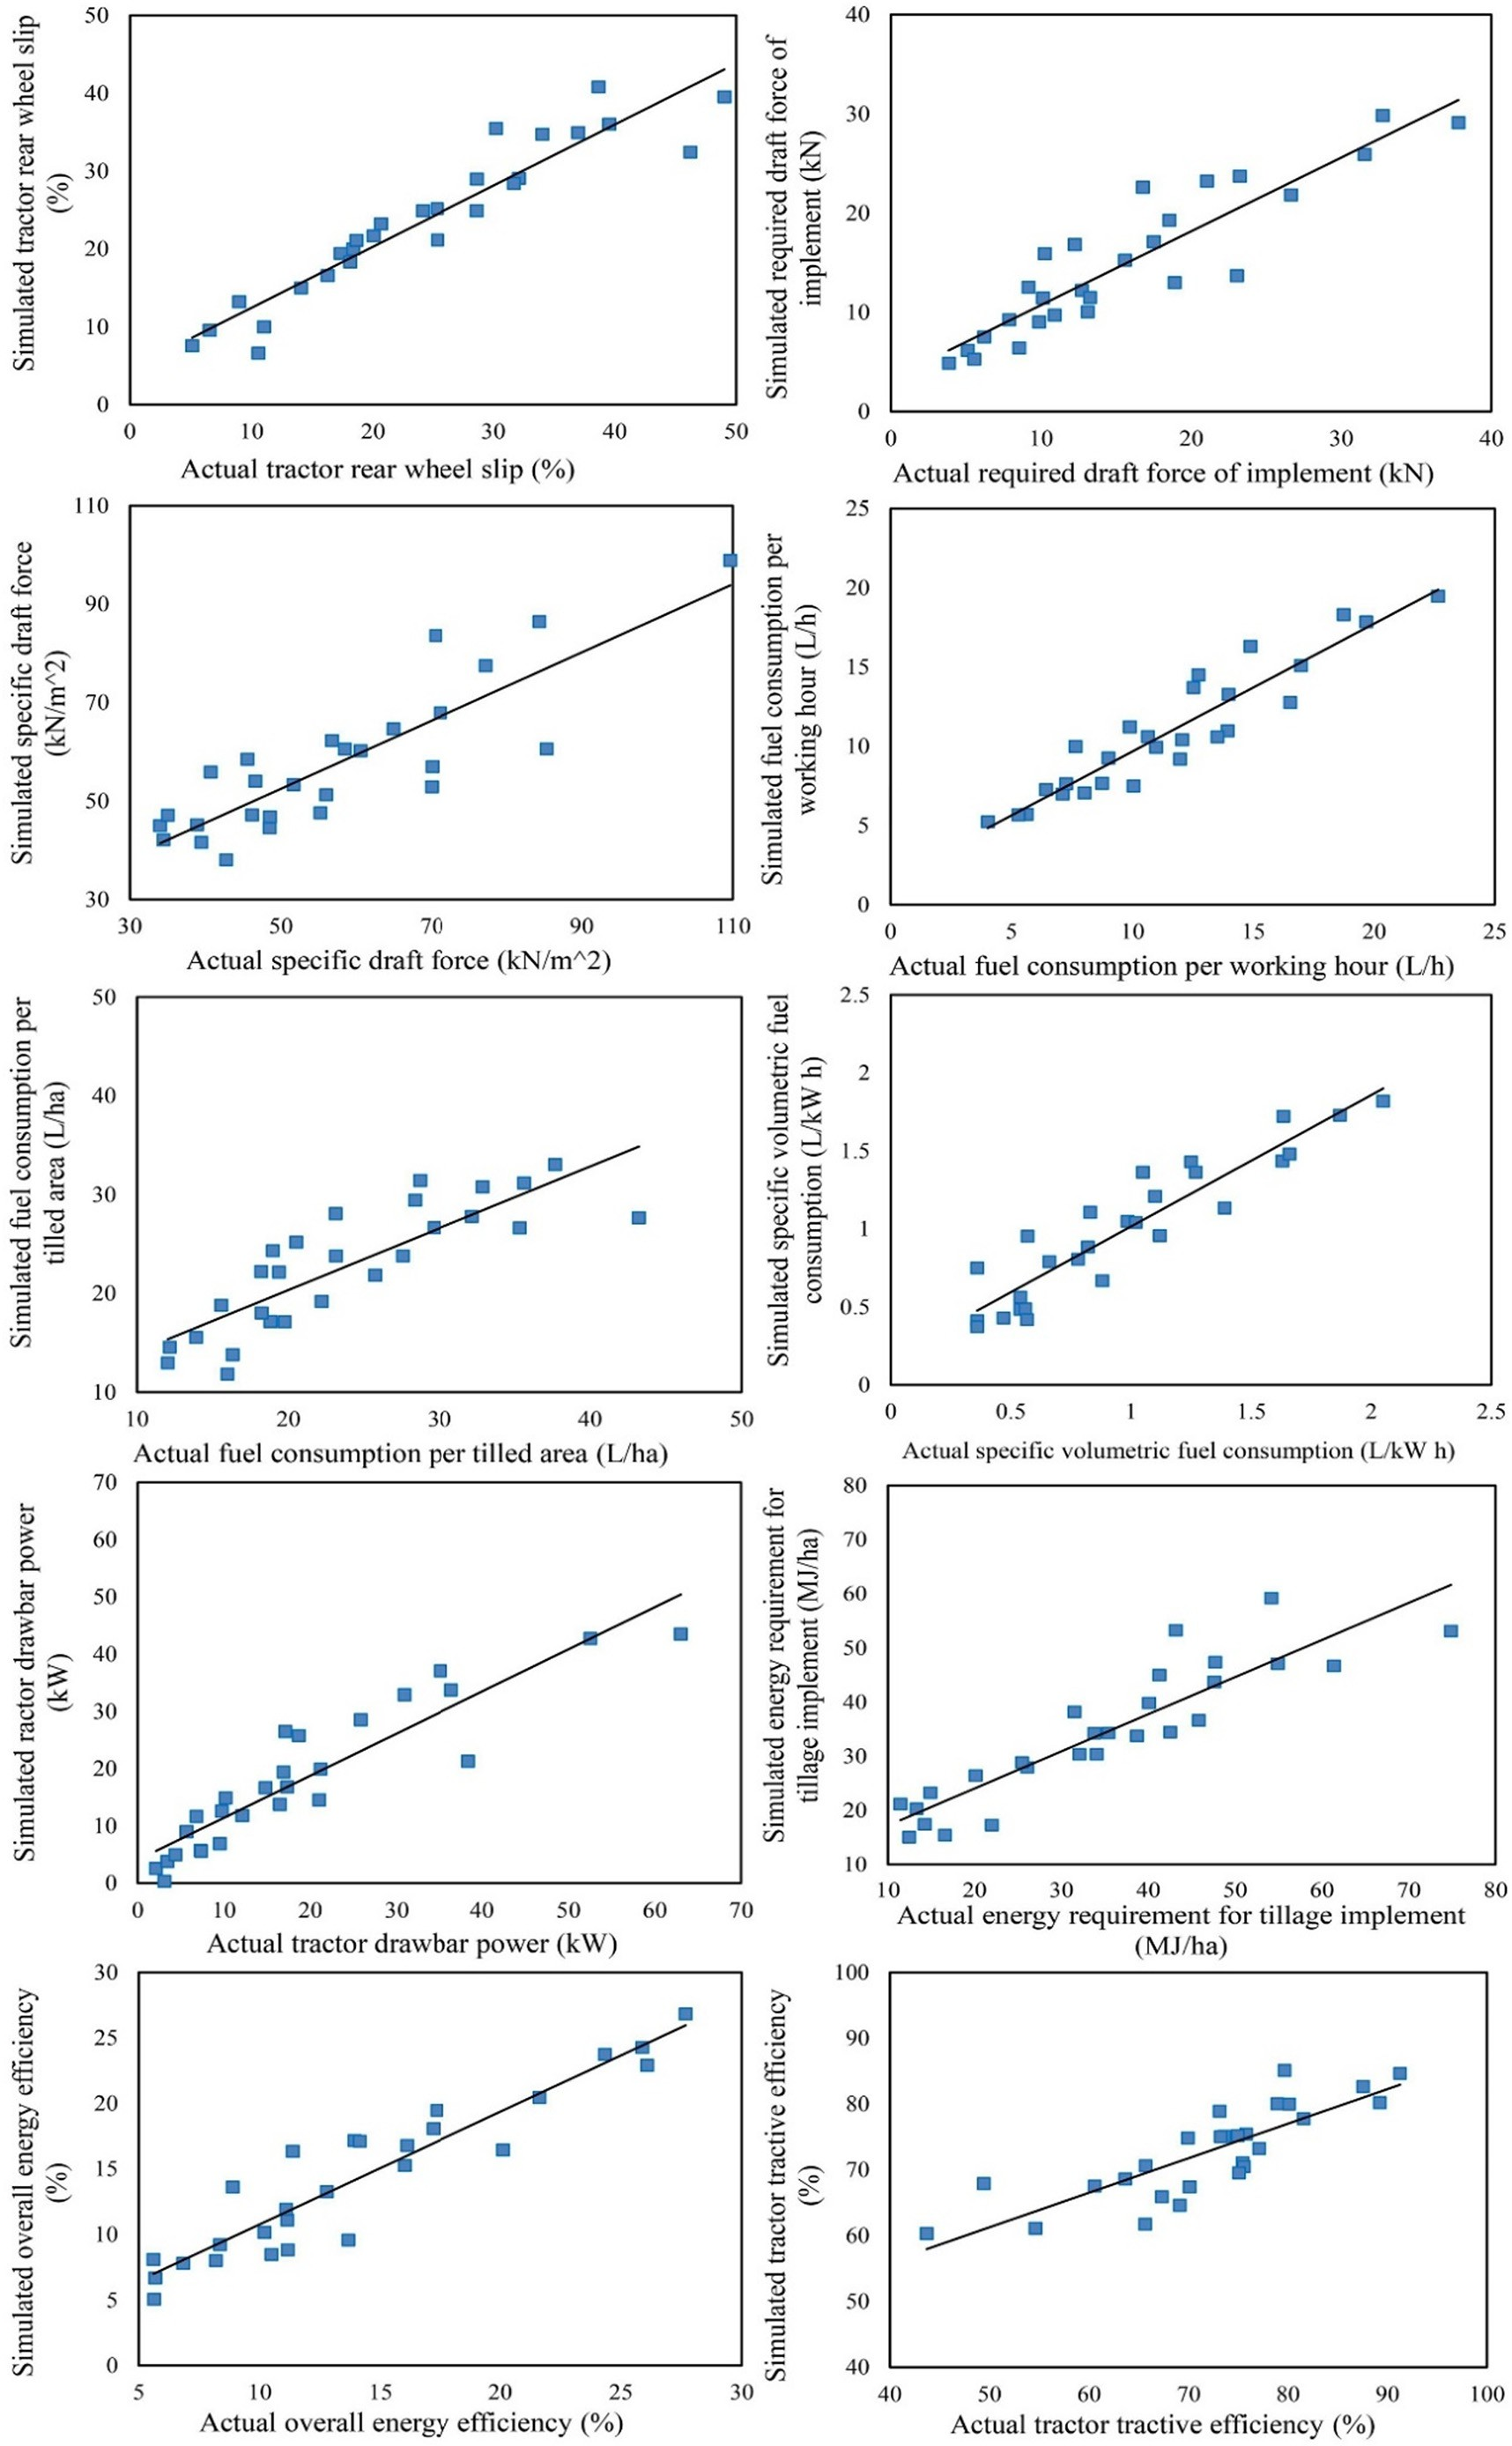 Simulated tractor rear wheel slip
(%)
50
40
30
20
10
0
0 10 20 30 40 50
Actual tractor rear wheel slip (%)
Simulated required draft force of
implement (kN)
40
30
20
10
0
0 10 20 30 40
Actual required draft force of implement (kN)
Simulated specific draft force
(kN/m^2)
110
90
70
50
30
30 50 70 90 110
Actual specific draft force (kN/m^2)
Simulated fuel consumption per
working hour (L/h)
25
20
15
10
5
0
0 5 10 15 20 25
Actual fuel consumption per working hour (L/h)
Simulated fuel consumption per
tilled area (L/ha)
50
40
30
20
10
10 20 30 40 50
Actual fuel consumption per tilled area (L/ha)
Simulated specific volumetric fuel
consumption (L/kW h)
2.5
2
1.5
1
0.5
0
0 0.5 1 1.5 2 2.5
Actual specific volumetric fuel consumption (L/kW h)
Simulated ractor drawbar power
(kW)
70
60
50
40
30
20
10
0
0 10 20 30 40 50 60 70
Actual tractor drawbar power (kW)
Simulated energy requirement for
tillage implement (MJ/ha)
80
70
60
50
40
30
20
10
10 20 30 40 50 60 70 80
Actual energy requirement for tillage implement
(MJ/ha)
Simulated overall energy efficiency
(%)
30
25
20
15
10
5
0
5 10 15 20 25 30
Actual overall energy efficiency (%)
Simulated tractor tractive efficiency
(%)
100
90
80
70
60
50
40
40 50 60 70 80 90 100
Actual tractor tractive efficiency (%)